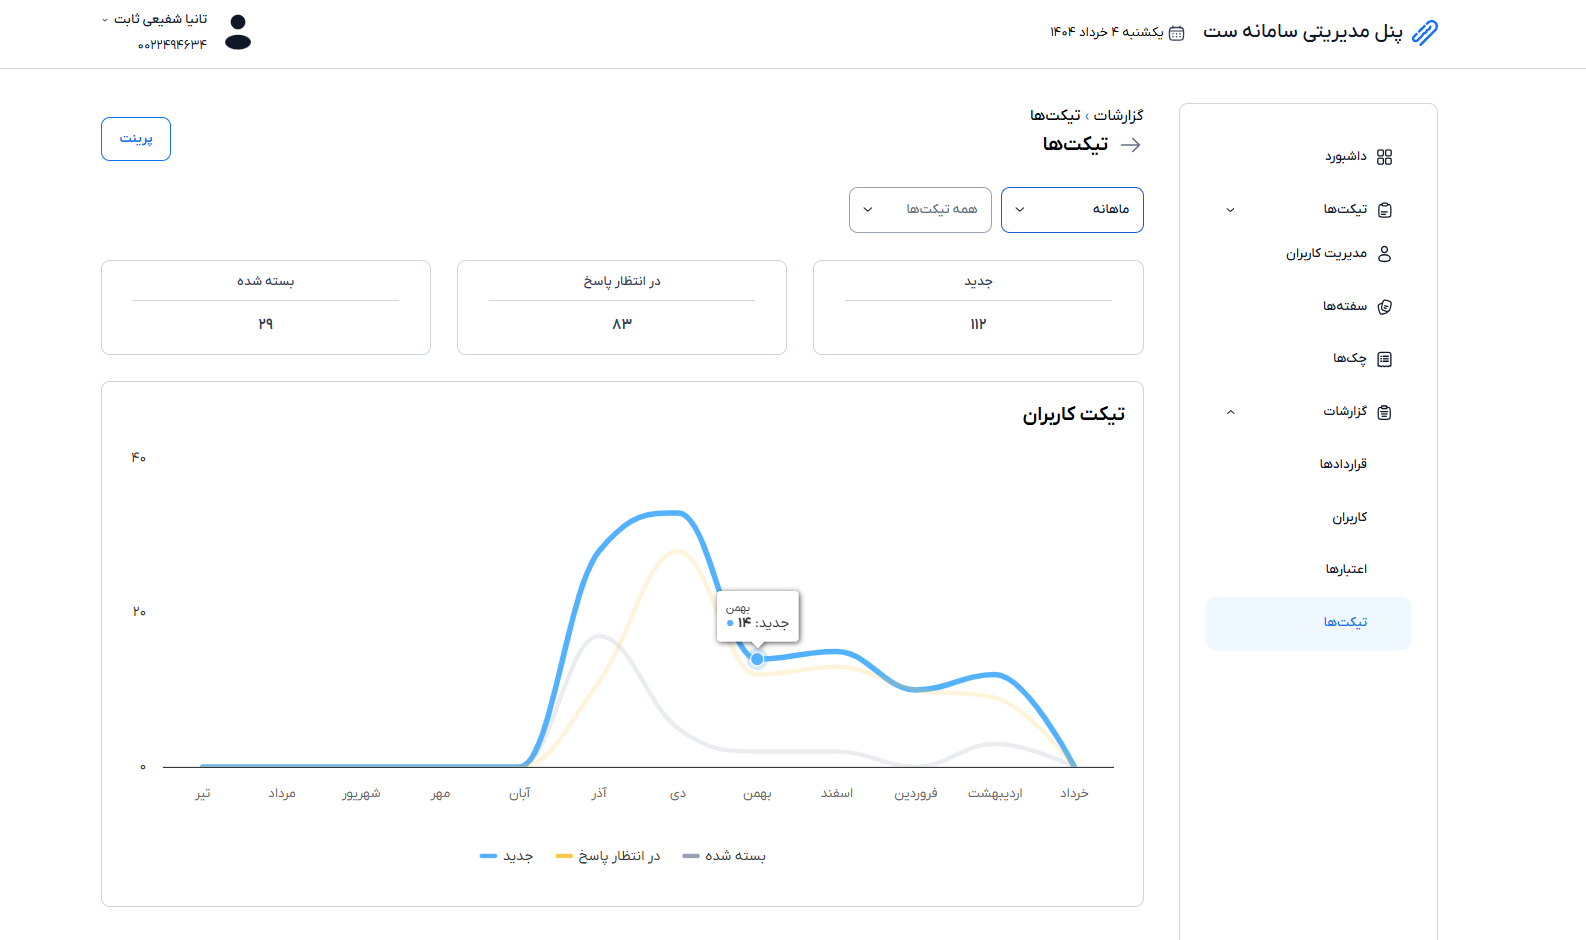 پنل مدیریتی سامانه ست
یکشنبه ۴ خرداد ۱۴۰۴
تانیا شفیعی ثابت
۰۰۲۲۴۹۴۶۳۴
داشبورد
تیکت‌ها
مدیریت کاربران
سفته‌ها
چک‌ها
گزارشات
قراردادها
کاربران
اعتبارها
تیکت‌ها
گزارشات › تیکت‌ها
تیکت‌ها
پرینت
ماهانه
همه تیکت‌ها
جدید
۱۱۲
در انتظار پاسخ
۸۳
بسته شده
۲۹
تیکت کاربران
۴۰
۲۰
۰
بهمن
جدید: ۱۴
تیر
مرداد
شهریور
مهر
آبان
آذر
دی
بهمن
اسفند
فروردین
اردیبهشت
خرداد
جدید
در انتظار پاسخ
بسته شده